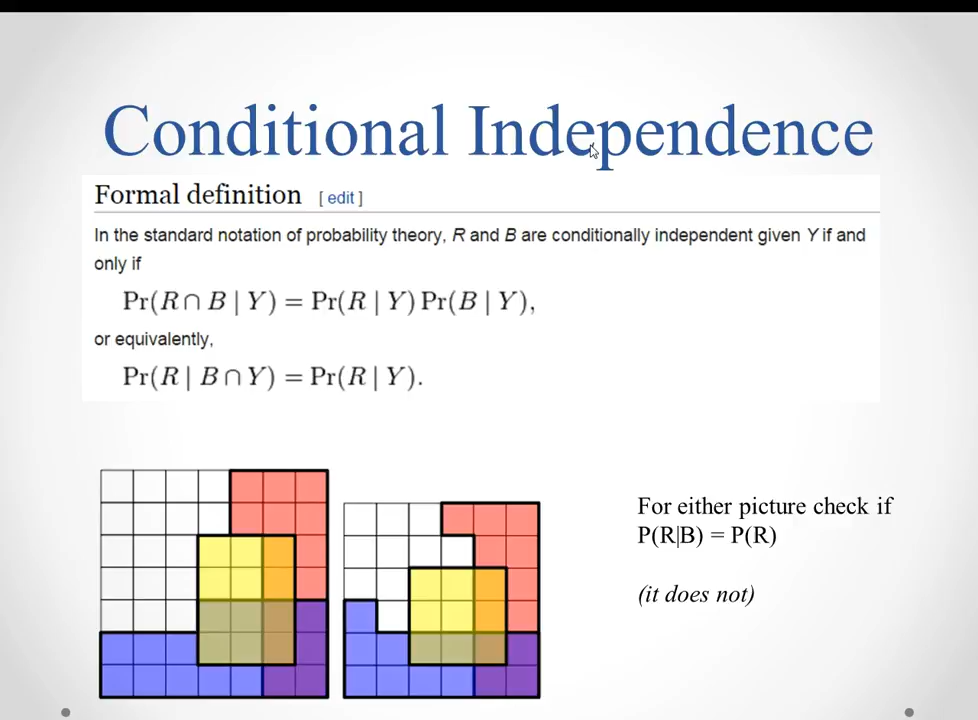 Conditional Independence
Formal definition [ edit ]
In the standard notation of probability theory, R and B are conditionally independent given Y if and
only if
Pr(R ∩ B | Y) = Pr(R | Y) Pr(B | Y),
or equivalently,
Pr(R | B ∩ Y) = Pr(R | Y).
For either picture check if
P(R|B) = P(R)
(it does not)